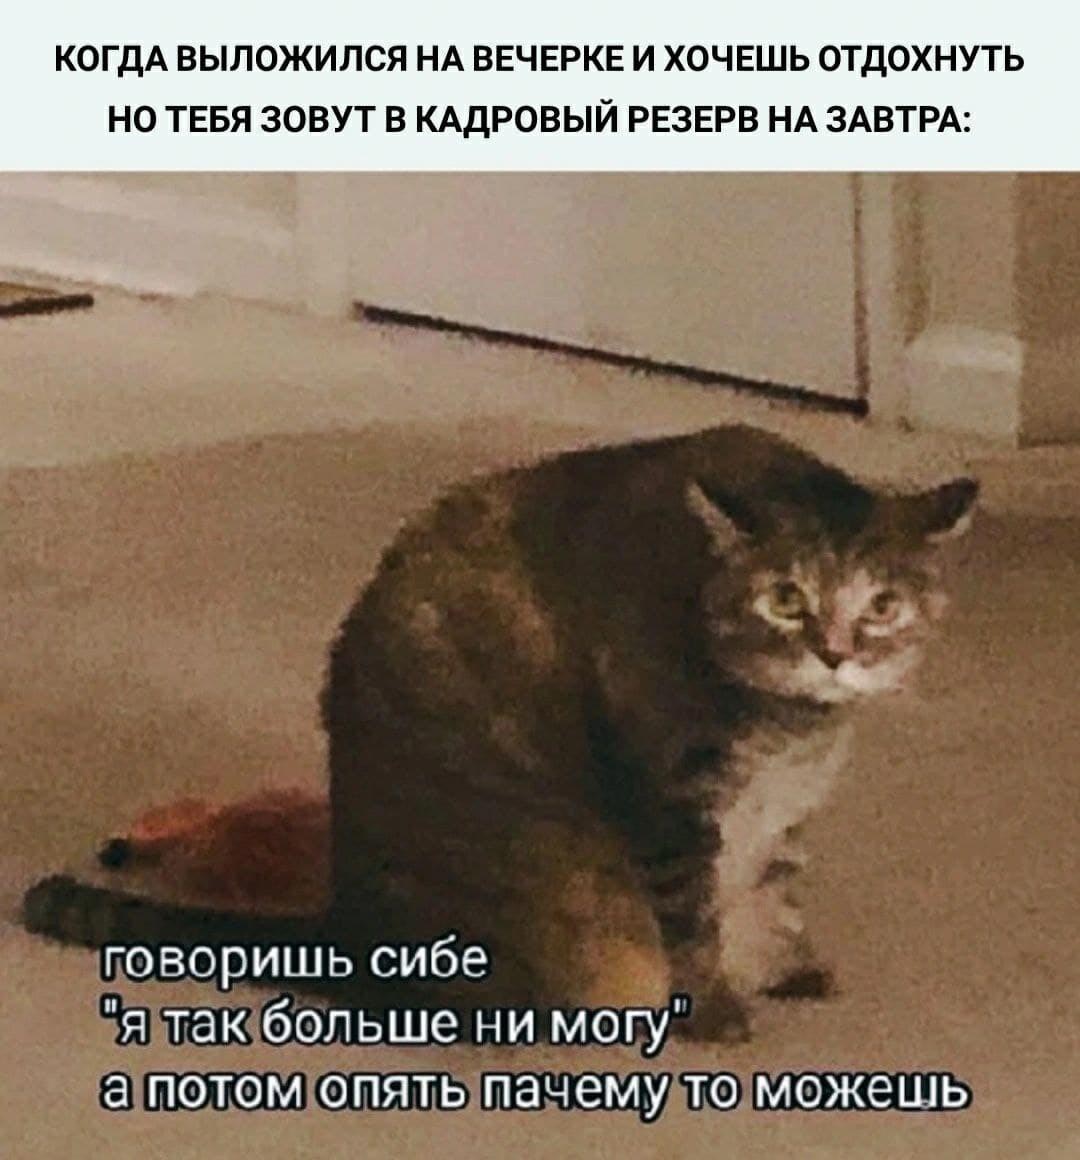 КОГДА ВЫЛОЖИЛСЯ НА ВЕЧЕРКЕ И ХОЧЕШЬ ОТДОХНУТЬ
НО ТЕБЯ ЗОВУТ В КАДРОВЫЙ РЕЗЕРВ НА ЗАВТРА:
говоришь сибе
"я так больше ни могу"
а потом опять пачему то можешь